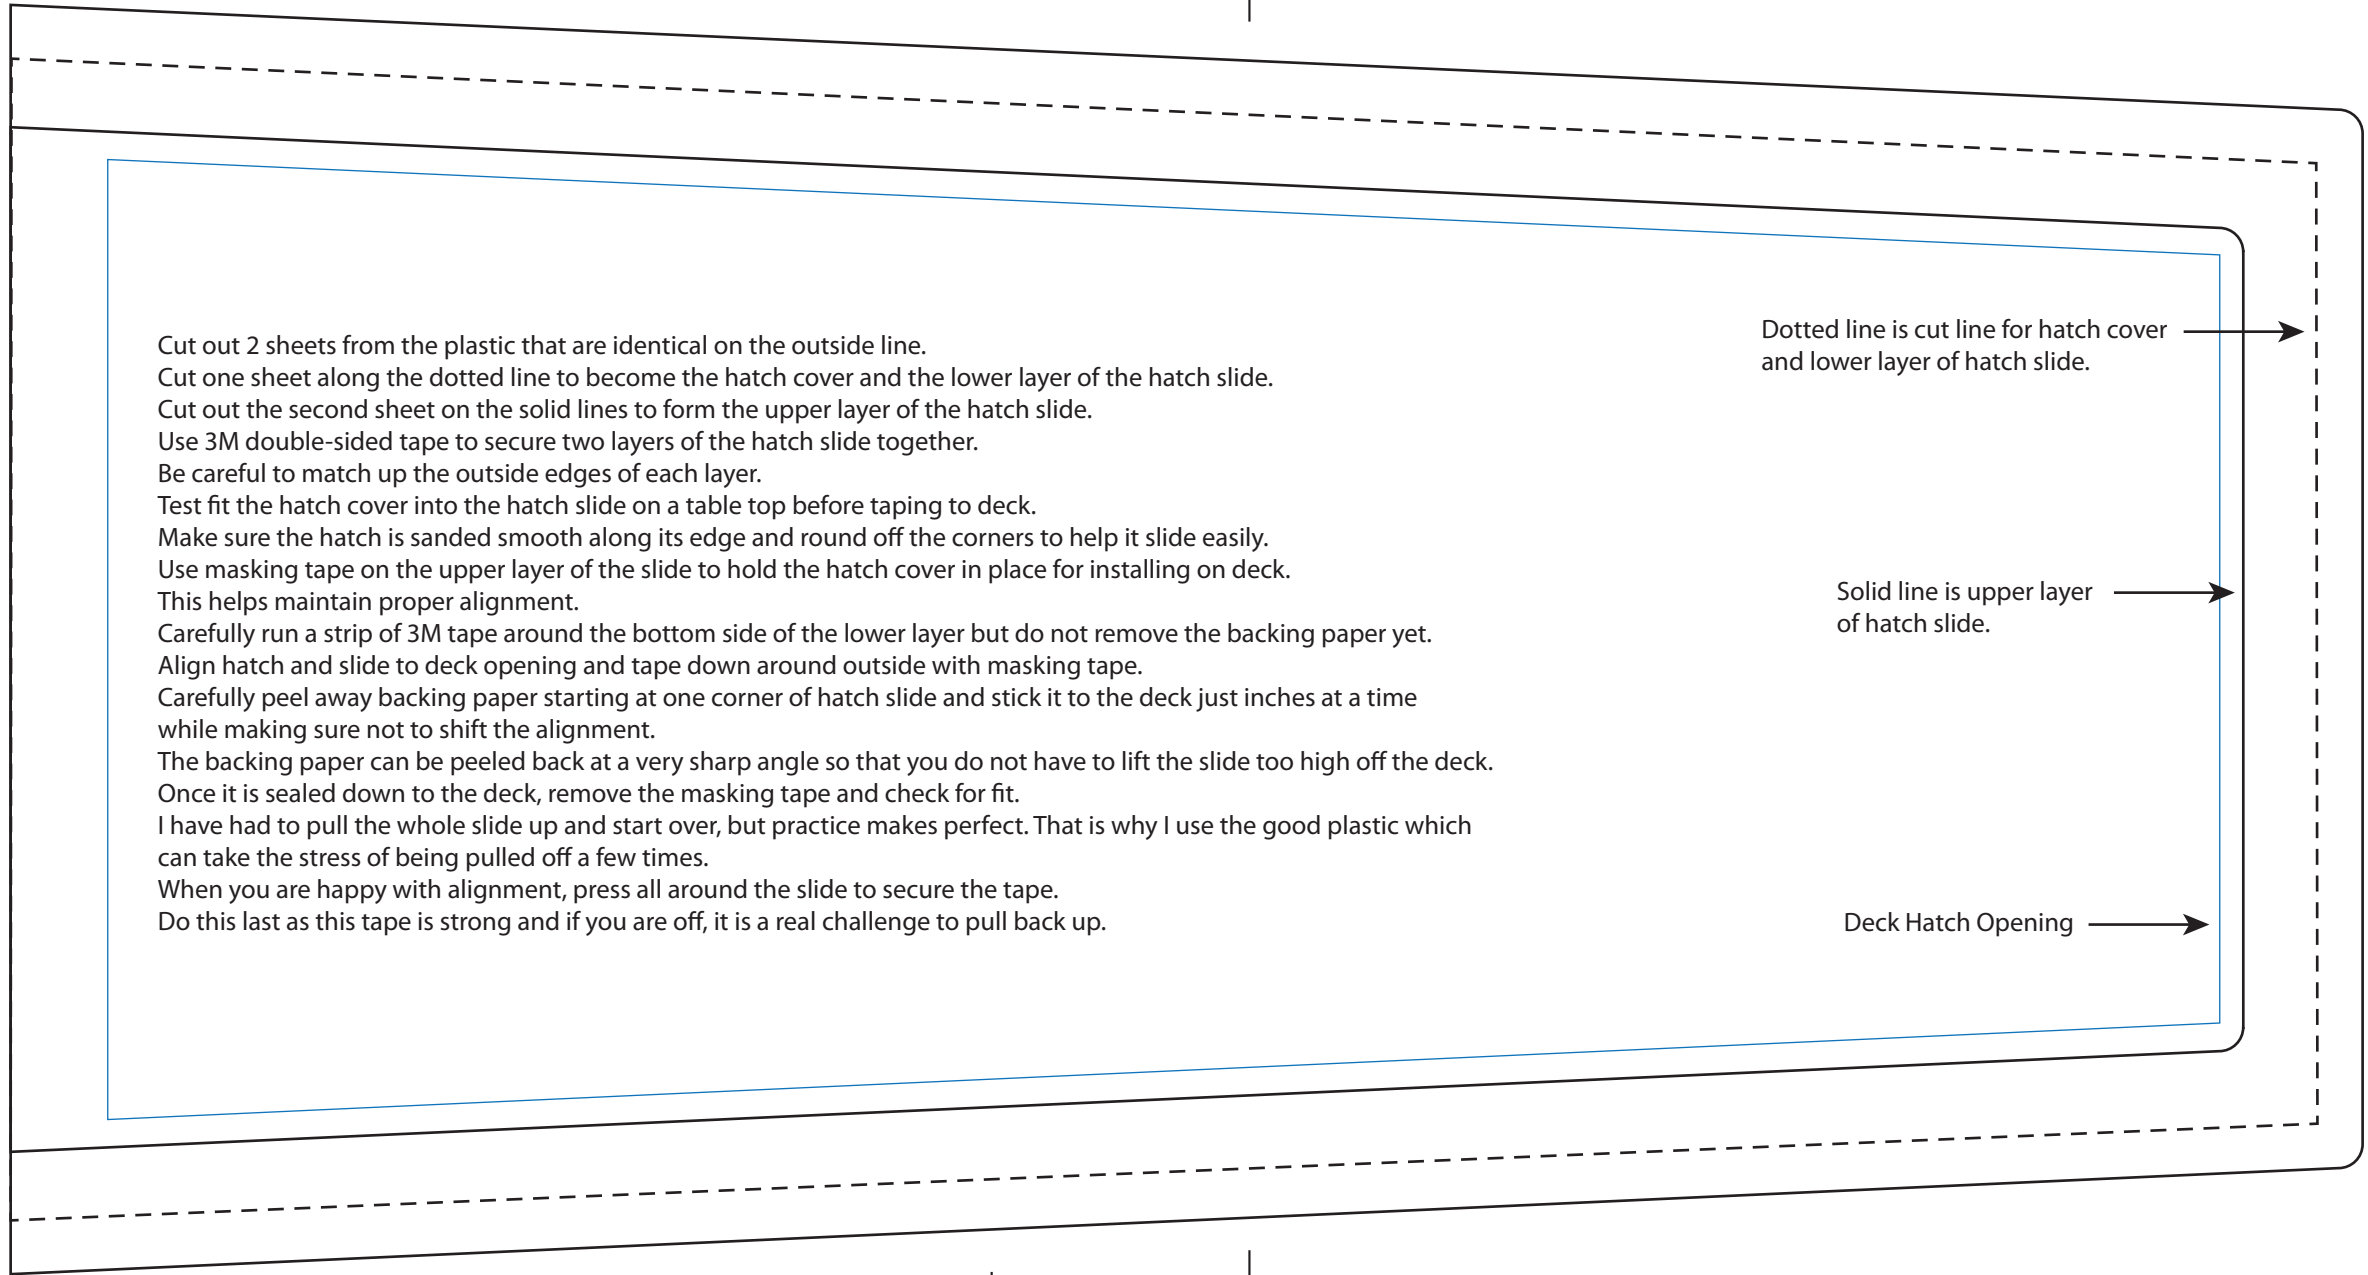 Cut out 2 sheets from the plastic that are identical on the outside line.
Cut one sheet along the dotted line to become the hatch cover and the lower layer of the hatch slide.
Cut out the second sheet on the solid lines to form the upper layer of the hatch slide.
Use 3M double-sided tape to secure two layers of the hatch slide together.
Be careful to match up the outside edges of each layer.
Test fit the hatch cover into the hatch slide on a table top before taping to deck.
Make sure the hatch is sanded smooth along its edge and round off the corners to help it slide easily.
Use masking tape on the upper layer of the slide to hold the hatch cover in place for installing on deck.
This helps maintain proper alignment.
Carefully run a strip of 3M tape around the bottom side of the lower layer but do not remove the backing paper yet.
Align hatch and slide to deck opening and tape down around outside with masking tape.
Carefully peel away backing paper starting at one corner of hatch slide and stick it to the deck just inches at a time
while making sure not to shift the alignment.
The backing paper can be peeled back at a very sharp angle so that you do not have to lift the slide too high off the deck.
Once it is sealed down to the deck, remove the masking tape and check for fit.
I have had to pull the whole slide up and start over, but practice makes perfect. That is why I use the good plastic which
can take the stress of being pulled off a few times.
When you are happy with alignment, press all around the slide to secure the tape.
Do this last as this tape is strong and if you are off, it is a real challenge to pull back up.
Dotted line is cut line for hatch cover
and lower layer of hatch slide.
Solid line is upper layer
of hatch slide.
Deck Hatch Opening